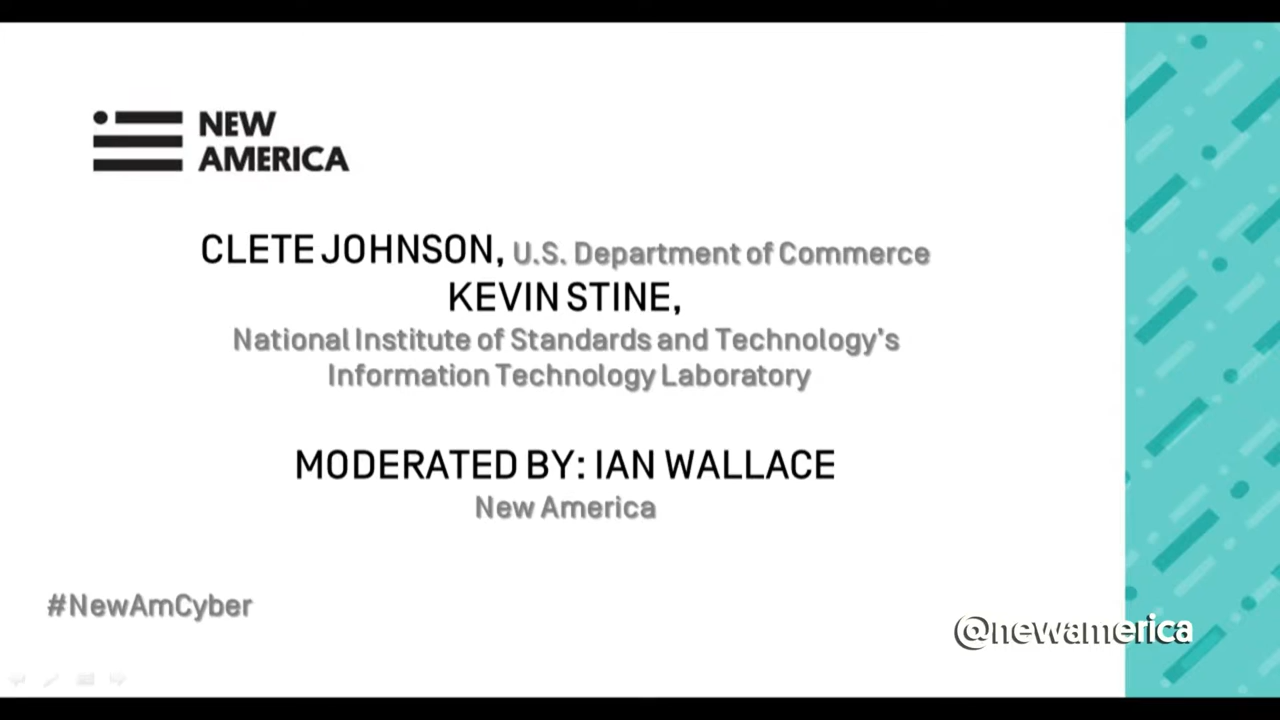 NEW
AMERICA
CLETE JOHNSON, U.S. Department of Commerce
KEVIN STINE,
National Institute of Standards and Technology's
Information Technology Laboratory
MODERATED BY: IAN WALLACE
New America
#NewAmCyber
@newamerica